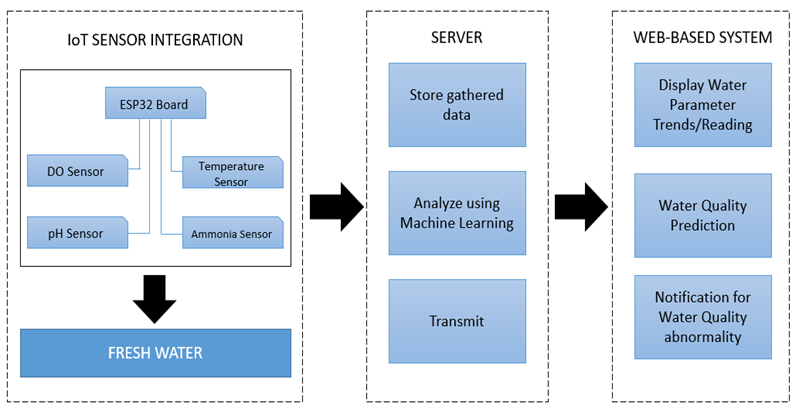 IoT SENSOR INTEGRATION
ESP32 Board
DO Sensor
Temperature
Sensor
pH Sensor
Ammonia Sensor
FRESH WATER
SERVER
Store gathered
data
Analyze using
Machine Learning
Transmit
WEB-BASED SYSTEM
Display Water
Parameter
Trends/Reading
Water Quality
Prediction
Notification for
Water Quality
abnormality